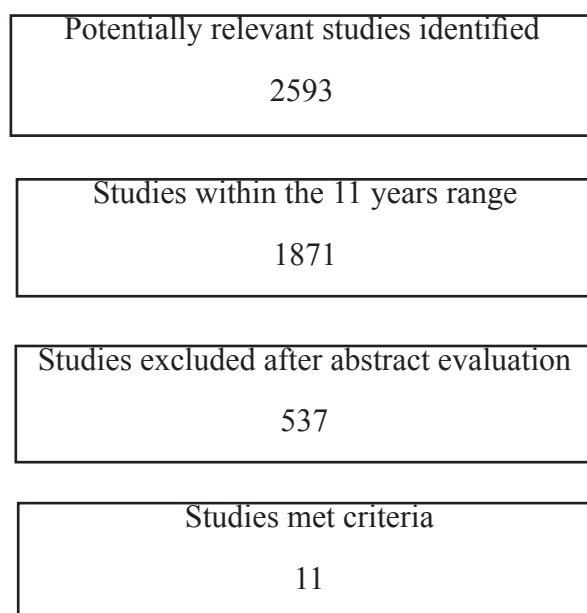 Potentially relevant studies identified
2593
Studies within the 11 years range
1871
Studies excluded after abstract evaluation
537
Studies met criteria
11